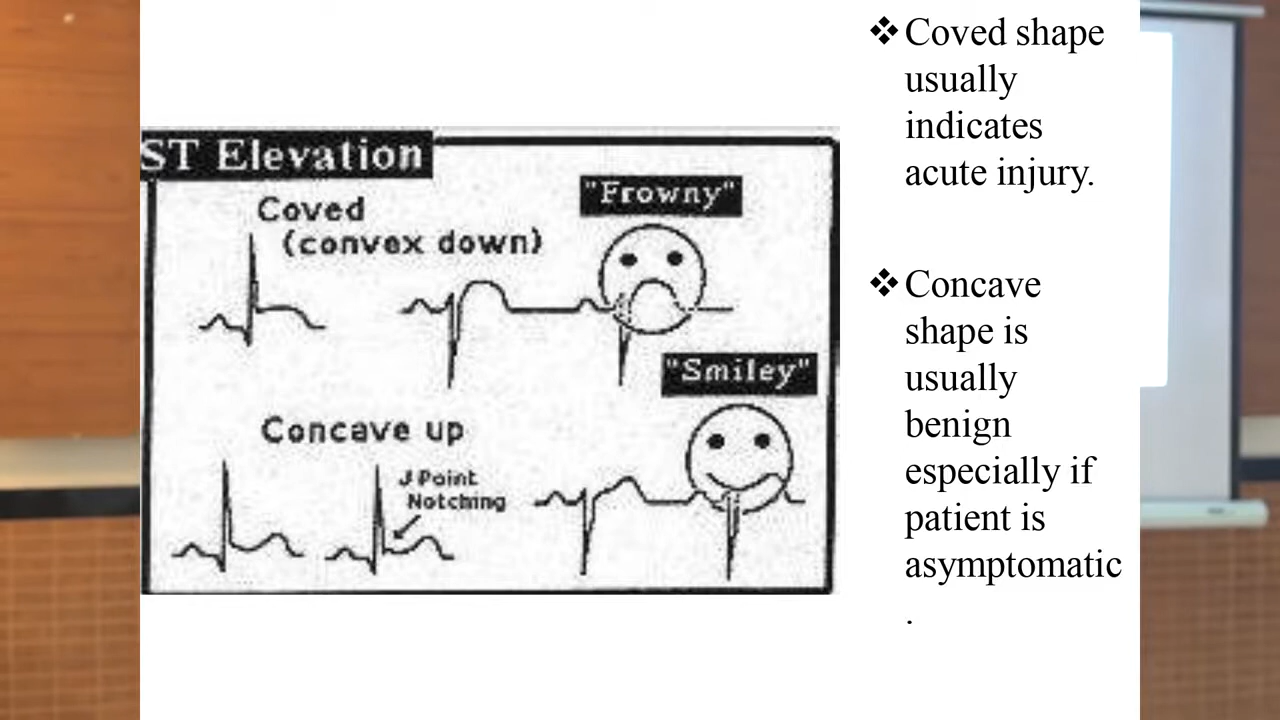 ST Elevation
Coved
(convex down)
"Frowny"
"Smiley"
Concave up
J Point
Notching
❖ Coved shape
usually
indicates
acute injury.
❖ Concave
shape is
usually
benign
especially if
patient is
asymptomatic
.